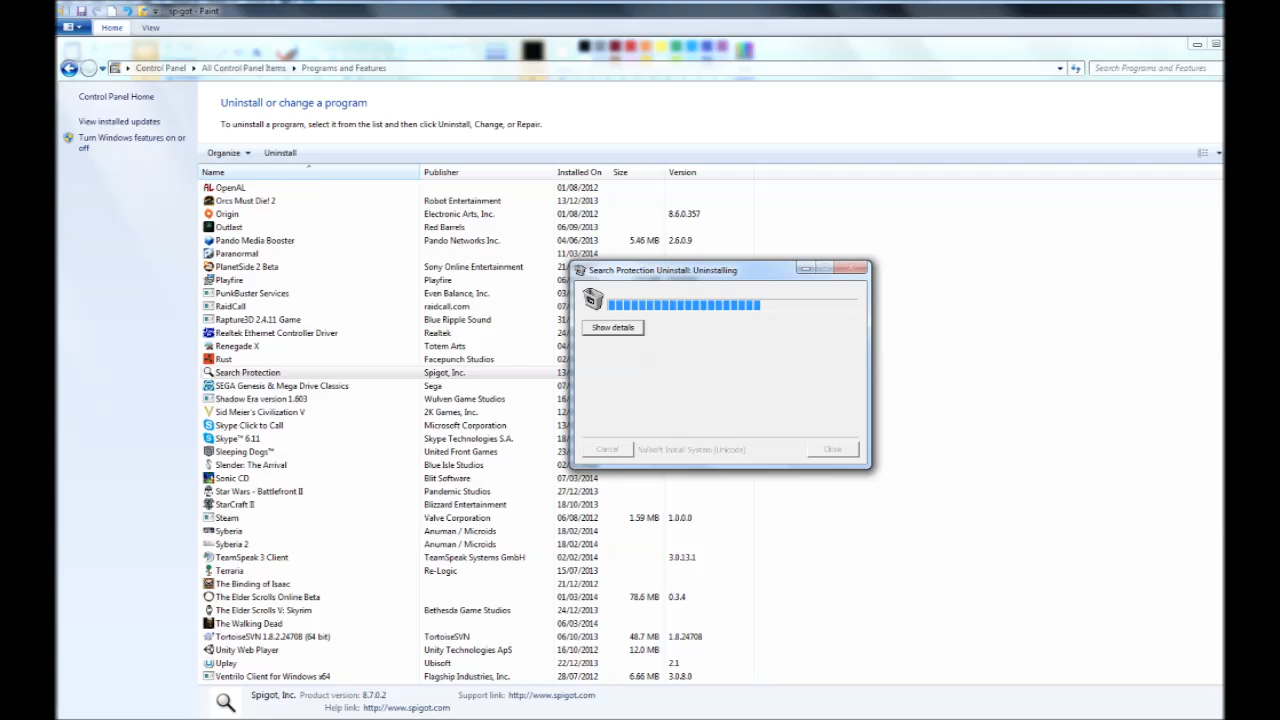 spigot - Paint
Home View
Control Panel All Control Panel Items Programs and Features Search Programs and Features
Control Panel Home
View installed updates
Turn Windows features on or off
Uninstall or change a program
To uninstall a program, select it from the list and then click Uninstall, Change, or Repair.
Organize Uninstall
Name Publisher Installed On Size Version
OpenAL 01/08/2012
Orcs Must Die! 2 Robot Entertainment 13/12/2013
Origin Electronic Arts, Inc. 01/08/2012 8.6.0.357
Outlast Red Barrels 06/09/2013
Pando Media Booster Pando Networks Inc. 04/06/2013 5.46 MB 2.6.0.9
Paranormal 11/03/2014
PlanetSide 2 Beta Sony Online Entertainment
Playfire
PunkBuster Services Even Balance, Inc.
RaidCall raidcall.com
Rapture3D 2.4.11 Game Blue Ripple Sound
Realtek Ethernet Controller Driver Realtek
Renegade X Totem Arts
Rust Facepunch Studios
Search Protection Spigot, Inc.
SEGA Genesis & Mega Drive Classics Sega
Shadow Era version 1.603 Wulven Game Studios
Sid Meier's Civilization V 2K Games, Inc.
Skype Click to Call Microsoft Corporation
Skype™ 6.11 Skype Technologies S.A.
Sleeping Dogs™ United Front Games
Slender: The Arrival Blue Isle Studios
Sonic CD Blit Software 07/03/2014
Star Wars - Battlefront II Pandemic Studios 27/12/2013
StarCraft II Blizzard Entertainment 18/10/2013
Steam Valve Corporation 06/08/2012 1.59 MB 1.0.0.0
Syberia Anuman / Microids 18/02/2014
Syberia 2 Anuman / Microids 18/02/2014
TeamSpeak 3 Client TeamSpeak Systems GmbH 02/02/2014 3.0.13.1
Terraria Re-Logic 15/07/2013
The Binding of Isaac 21/12/2012
The Elder Scrolls Online Beta 01/03/2014 78.6 MB 0.3.4
The Elder Scrolls V: Skyrim Bethesda Game Studios 24/12/2013
The Walking Dead 06/03/2014
TortoiseSVN 1.8.2.24708 (64 bit) TortoiseSVN 06/10/2013 48.7 MB 1.8.24708
Unity Web Player Unity Technologies ApS 16/10/2012 12.0 MB
Uplay Ubisoft 22/12/2013 2.1
Ventrilo Client for Windows x64 Flagship Industries, Inc. 28/07/2012 6.66 MB 3.0.8.0
Search Protection Uninstall: Uninstalling
Show details
Cancel Nullsoft Install System (Unicode) Close
Spigot, Inc. Product version: 8.7.0.2 Support link: http://www.spigot.com
Help link: http://www.spigot.com